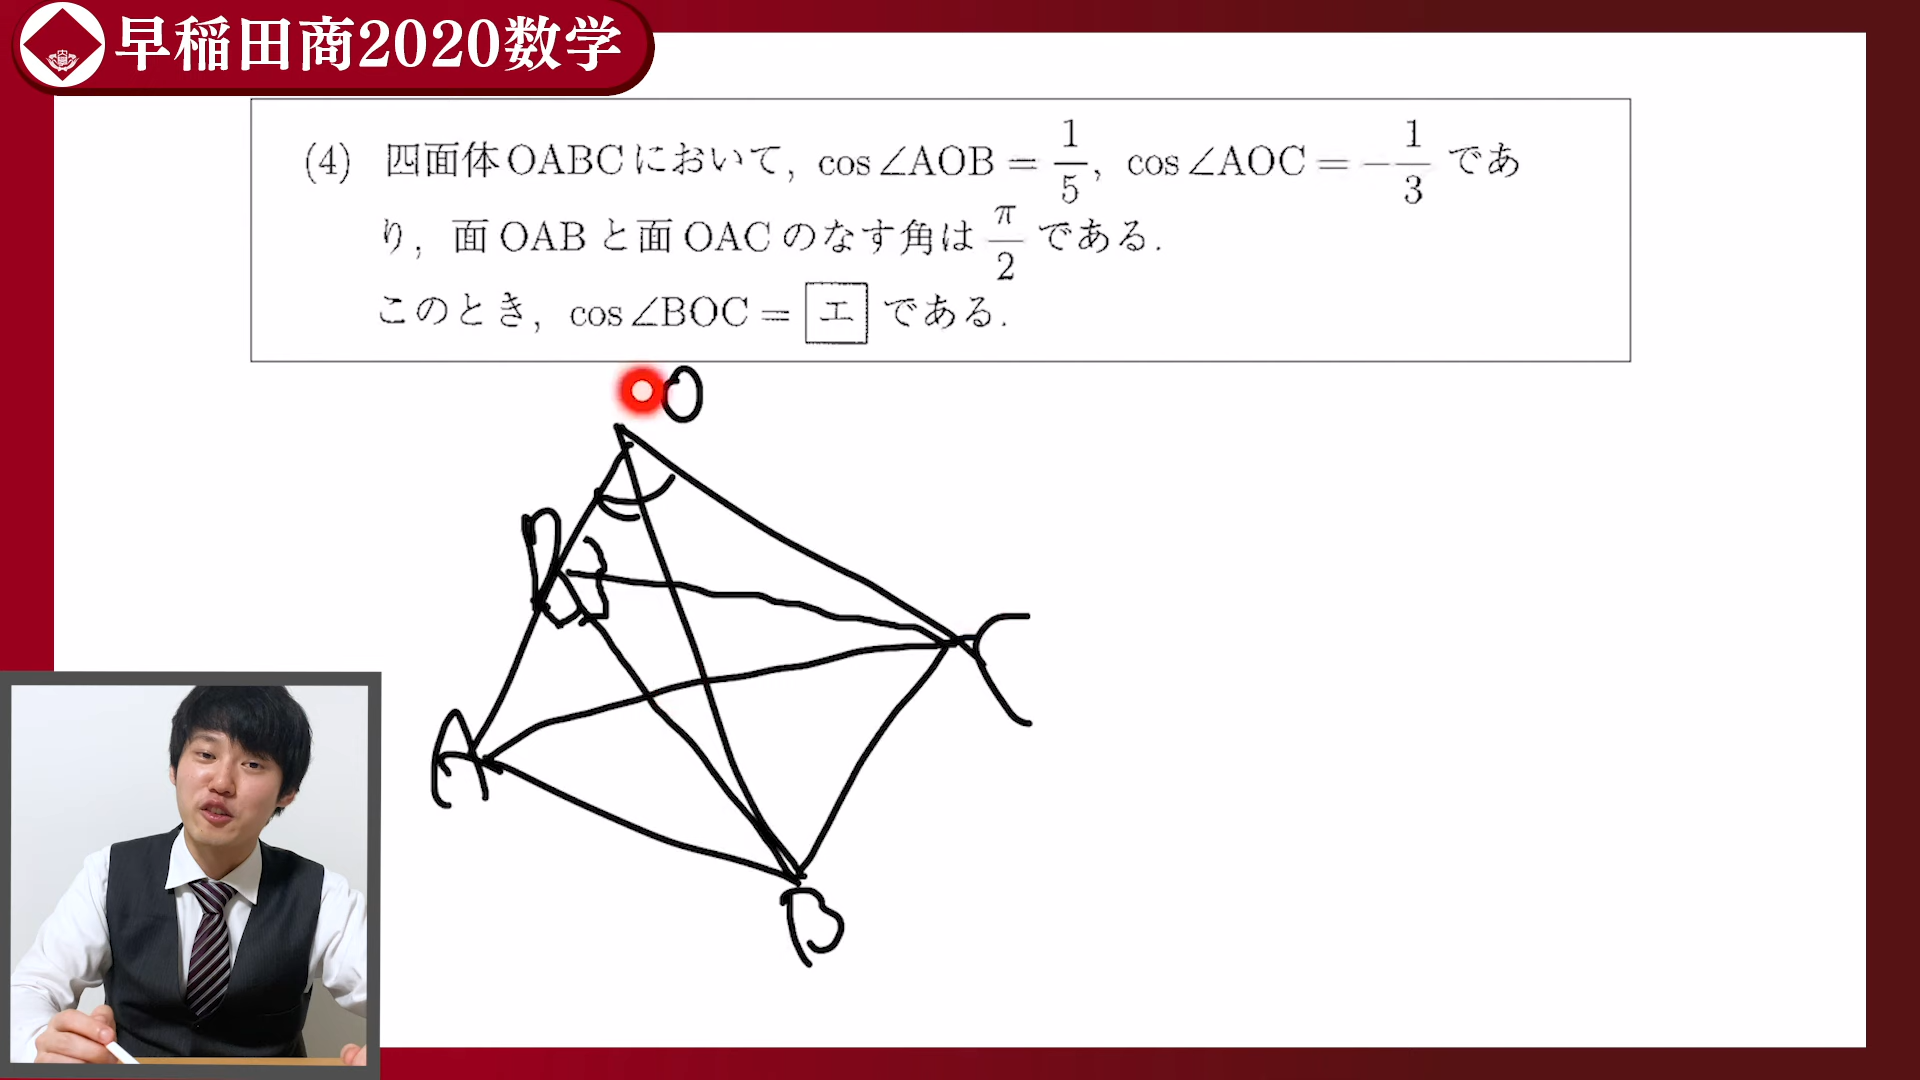 早稲田商2020数学
(4) 四面体OABCにおいて, cos∠AOB = 1/5, cos∠AOC = −1/3 であ
り, 面OABと面OACのなす角は π/2 である.
このとき, cos∠BOC = エ である.
O
A
C
B